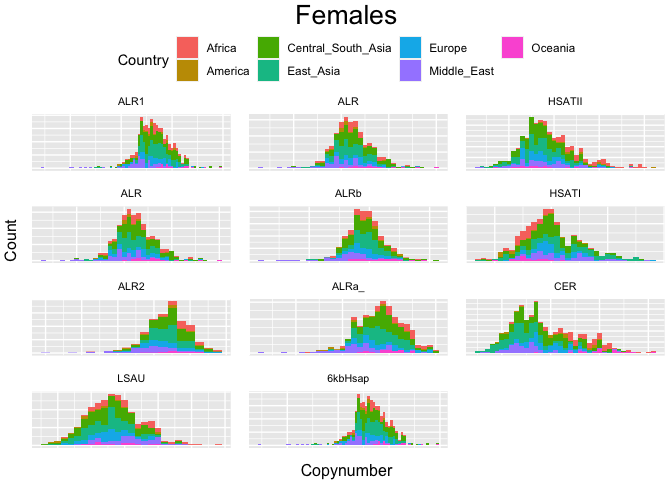 Females
Country
Africa
Central_South_Asia
Europe
Oceania
America
East_Asia
Middle_East
ALR1
ALR
HSATII
ALR
ALRb
HSATI
ALR2
ALRa_
CER
LSAU
6kbHsap
Count
Copynumber